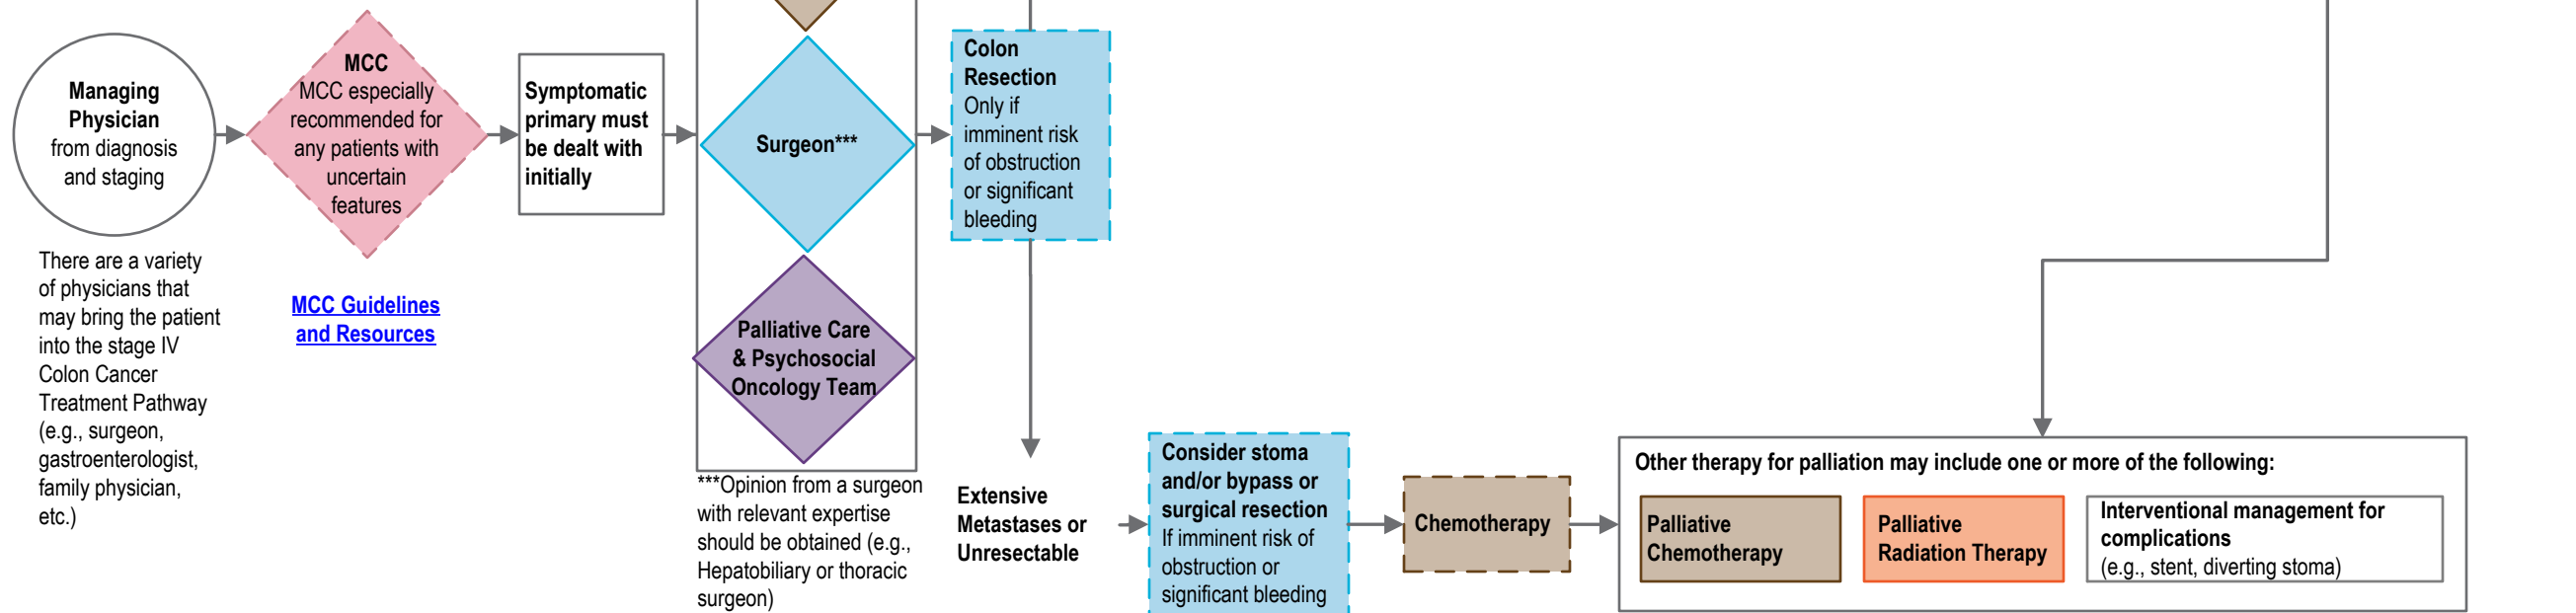 Managing
Physician
from diagnosis
and staging
There are a variety
of physicians that
may bring the patient
into the stage IV
Colon Cancer
Treatment Pathway
(e.g., surgeon,
gastroenterologist,
family physician,
etc.)
MCC
MCC especially
recommended for
any patients with
uncertain
features
MCC Guidelines
and Resources
Symptomatic
primary must
be dealt with
initially
Surgeon***
Palliative Care
& Psychosocial
Oncology Team
***Opinion from a surgeon
with relevant expertise
should be obtained (e.g.,
Hepatobiliary or thoracic
surgeon)
Colon
Resection
Only if
imminent risk
of obstruction
or significant
bleeding
Extensive
Metastases or
Unresectable
Consider stoma
and/or bypass or
surgical resection
If imminent risk of
obstruction or
significant bleeding
Chemotherapy
Other therapy for palliation may include one or more of the following:
Palliative
Chemotherapy
Palliative
Radiation Therapy
Interventional management for
complications
(e.g., stent, diverting stoma)